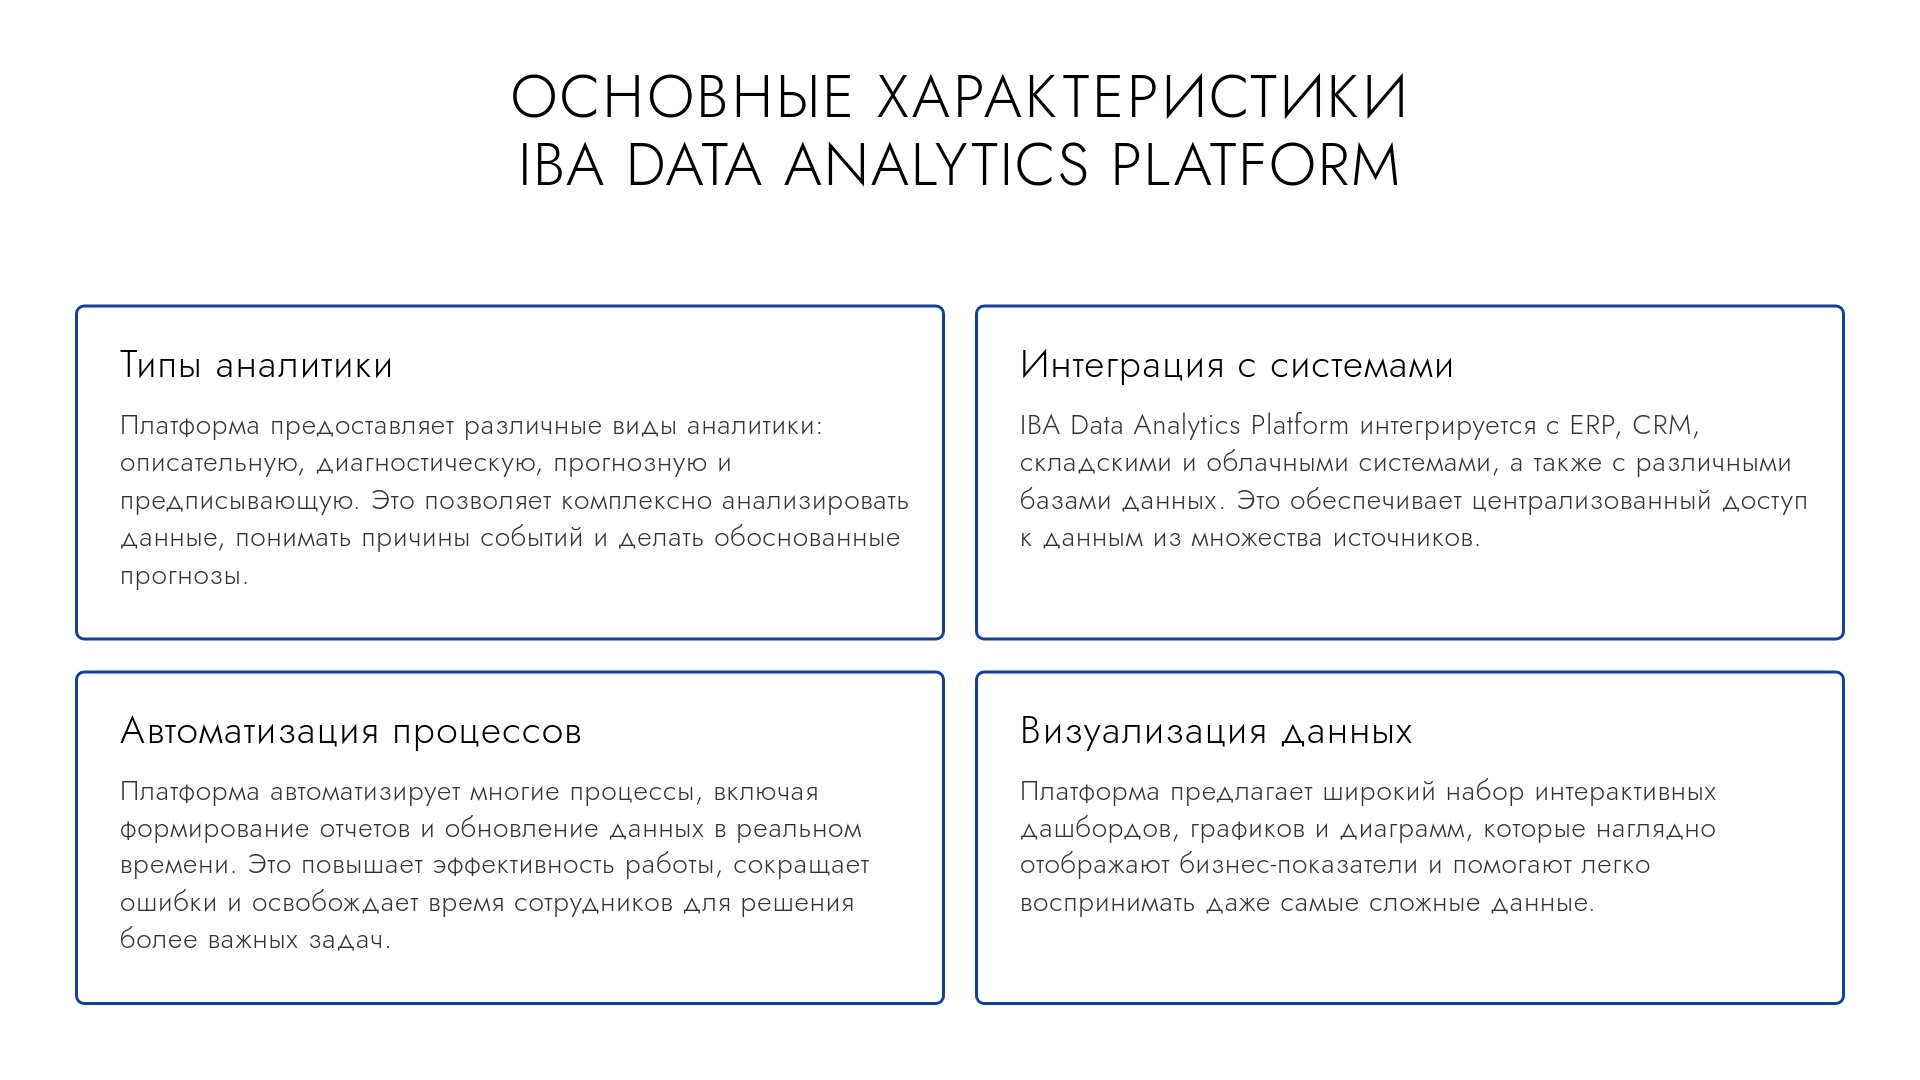 ОСНОВНЫЕ ХАРАКТЕРИСТИКИ
IBA DATA ANALYTICS PLATFORM
Типы аналитики
Платформа предоставляет различные виды аналитики:
описательную, диагностическую, прогнозную и
предписывающую. Это позволяет комплексно анализировать
данные, понимать причины событий и делать обоснованные
прогнозы.
Интеграция с системами
IBA Data Analytics Platform интегрируется с ERP, CRM,
складскими и облачными системами, а также с различными
базами данных. Это обеспечивает централизованный доступ
к данным из множества источников.
Автоматизация процессов
Платформа автоматизирует многие процессы, включая
формирование отчетов и обновление данных в реальном
времени. Это повышает эффективность работы, сокращает
ошибки и освобождает время сотрудников для решения
более важных задач.
Визуализация данных
Платформа предлагает широкий набор интерактивных
дашбордов, графиков и диаграмм, которые наглядно
отображают бизнес-показатели и помогают легко
воспринимать даже самые сложные данные.